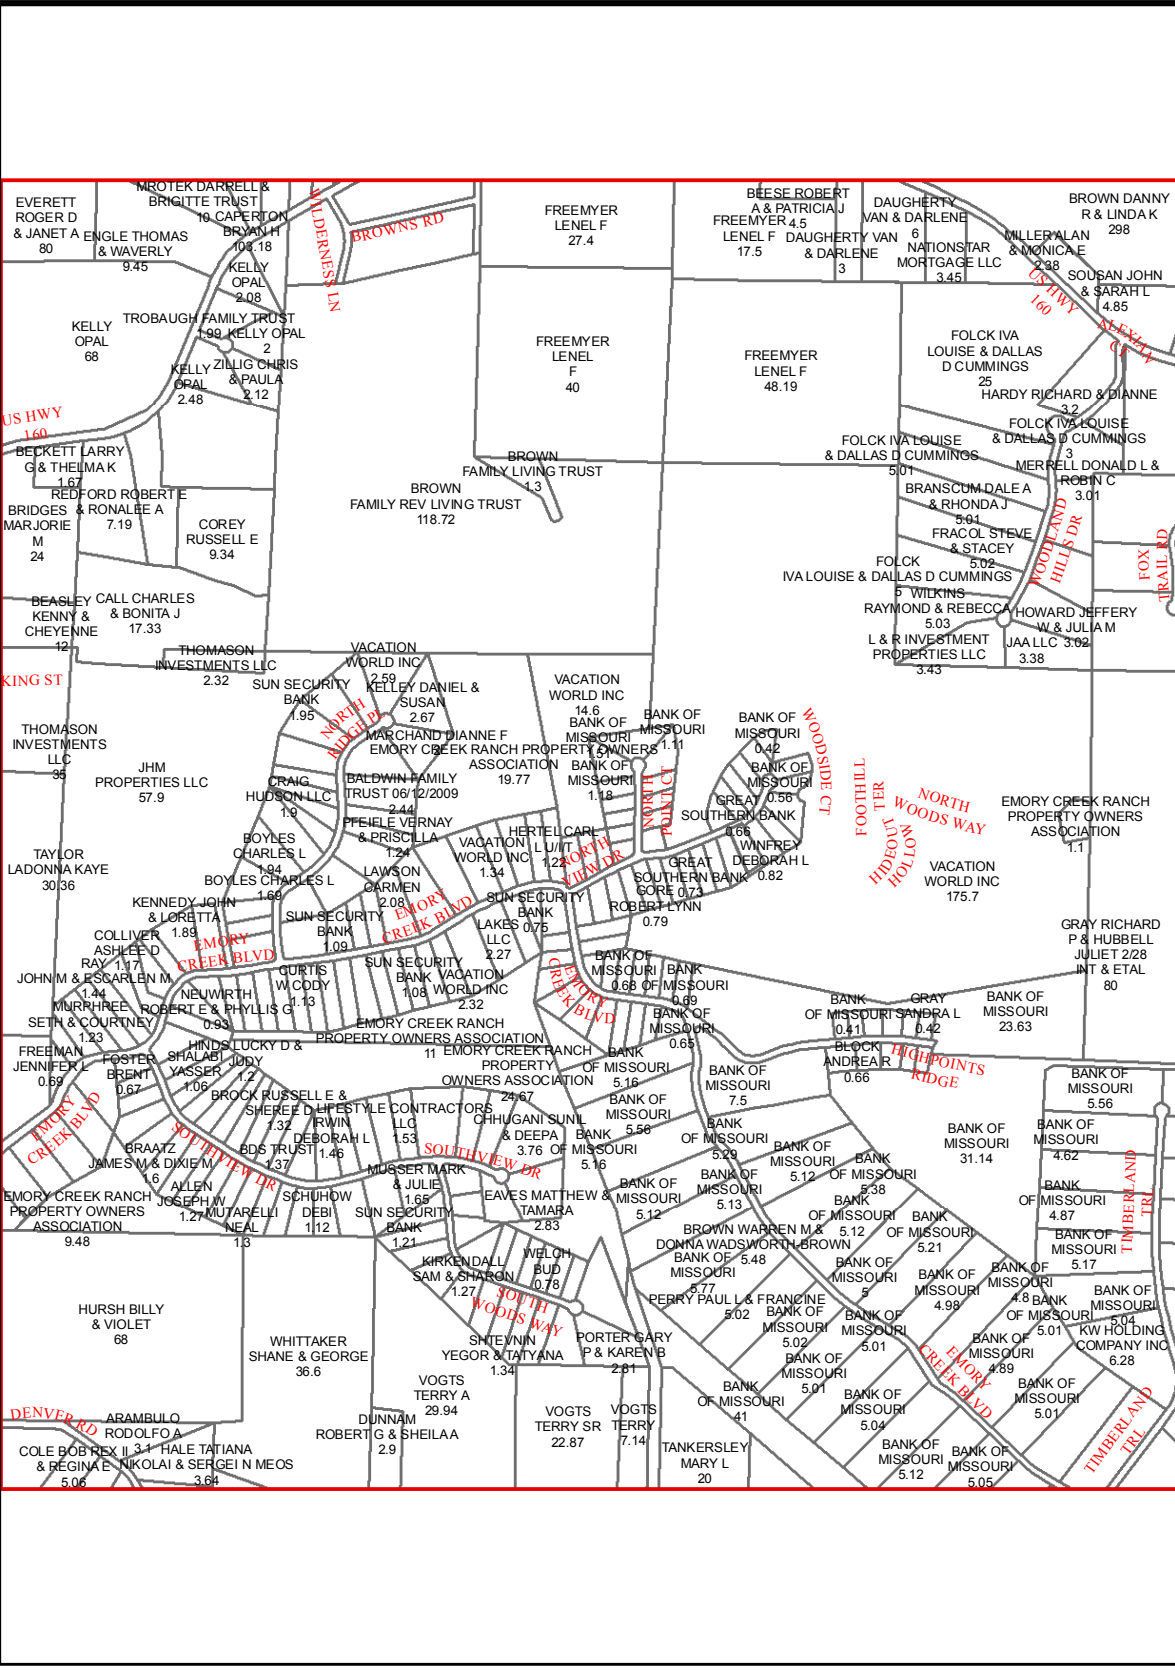 EVERETT
ROGER D
& JANET A
80
MROTEK DARRELL &
BRIGITTE TRUST
10
CAPERTON
BRYAN H
103.18
ENGLE THOMAS
& WAVERLY
9.45
KELLY
OPAL
2.08
WILDERNESS LN
BROWNS RD
FREEMYER
LENEL F
27.4
BEESE ROBERT
A & PATRICIA J
4.5
FREEMYER
LENEL F
17.5
DAUGHERTY VAN
& DARLENE
3
DAUGHERTY
VAN & DARLENE
6
NATIONSTAR
MORTGAGE LLC
3.45
MILLER ALAN
& MONICA E
2.38
BROWN DANNY
R & LINDA K
298
SOUSAN JOHN
& SARAH L
4.85
US HWY
160
ALEXIAN
CT
KELLY
OPAL
68
TROBAUGH FAMILY TRUST
1.99
KELLY OPAL
2
KELLY
OPAL
2.48
ZILLIG CHRIS
& PAULA
2.12
FREEMYER
LENEL
F
40
FREEMYER
LENEL F
48.19
FOLCK IVA
LOUISE & DALLAS
D CUMMINGS
25
HARDY RICHARD & DIANNE
3.2
FOLCK IVA LOUISE
& DALLAS D CUMMINGS
3
US HWY
160
BECKETT LARRY
G & THELMA K
1.67
REDFORD ROBERT E
& RONALEE A
7.19
BRIDGES
MARJORIE
M
24
COREY
RUSSELL E
9.34
BROWN
FAMILY REV LIVING TRUST
118.72
BROWN
FAMILY LIVING TRUST
1.3
FOLCK IVA LOUISE
& DALLAS D CUMMINGS
5.01
MERRELL DONALD L &
ROBIN C
3.01
BRANSCUM DALE A
& RHONDA J
5.01
FRACOL STEVE
& STACEY
5.02
WOODLAND
HILLS DR
FOX
TRAIL RD
FOLCK
IVA LOUISE & DALLAS D CUMMINGS
5
WILKINS
RAYMOND & REBECCA
5.03
HOWARD JEFFERY
W & JULIA M
3.02
JAA LLC
3.38
L & R INVESTMENT
PROPERTIES LLC
3.43
BEASLEY
KENNY &
CHEYENNE
12
CALL CHARLES
& BONITA J
17.33
THOMASON
INVESTMENTS LLC
2.32
KING ST
VACATION
WORLD INC
2.59
SUN SECURITY
BANK
1.95
NORTH
RIDGE PL
KELLEY DANIEL &
SUSAN
2.67
MARCHAND DIANNE F
EMORY CREEK RANCH PROPERTY OWNERS
ASSOCIATION
19.77
VACATION
WORLD INC
14.6
BANK OF
MISSOURI
1.51
BANK OF
MISSOURI
1.11
BANK OF
MISSOURI
1.18
BANK OF
MISSOURI
0.42
BANK OF
MISSOURI
0.56
WOODSIDE CT
THOMASON
INVESTMENTS
LLC
35
JHM
PROPERTIES LLC
57.9
CRAIG
HUDSON LLC
1.9
BALDWIN FAMILY
TRUST 06/12/2009
2.44
PFEIFLE VERNAY
& PRISCILLA
1.24
NORTH
POINT CT
GREAT
SOUTHERN BANK
0.66
WINFREY
DEBORAH L
0.82
FOOTHILL
TER
HIDEOUT
HOLLOW
NORTH
WOODS WAY
EMORY CREEK RANCH
PROPERTY OWNERS
ASSOCIATION
1.1
VACATION
WORLD INC
175.7
TAYLOR
LADONNA KAYE
30.36
BOYLES
CHARLES L
1.94
BOYLES CHARLES L
1.69
LAWSON
CARMEN
2.08
VACATION
WORLD INC
1.34
HERTEL CARL
L U/I/T
1.22
NORTH
VIEW DR
GREAT
SOUTHERN BANK
0.73
GORE
ROBERT LYNN
0.79
KENNEDY JOHN
& LORETTA
1.89
SUN SECURITY
BANK
1.09
EMORY
CREEK BLVD
SUN SECURITY
BANK
0.75
LAKES
LLC
2.27
COLLIVER
ASHLEE D
1.17
EMORY
CREEK BLVD
RAY
JOHN M & ESCARLEN M
1.44
CURTIS
W CODY
1.13
SUN SECURITY
BANK
1.08
VACATION
WORLD INC
2.32
EMORY
CREEK BLVD
BANK OF
MISSOURI
0.68
BANK
OF MISSOURI
0.69
BANK OF
MISSOURI
0.65
GRAY RICHARD
P & HUBBELL
JULIET 2/28
INT & ETAL
80
MURPHREE
SETH & COURTNEY
1.23
NEUWIRTH
ROBERT E & PHYLLIS G
0.93
EMORY CREEK RANCH
PROPERTY OWNERS ASSOCIATION
11
BANK
OF MISSOURI
0.41
GRAY
SANDRA L
0.42
BANK OF
MISSOURI
23.63
FREEMAN
JENNIFER L
0.69
FOSTER
BRENT
0.67
SHALABI
YASSER
1.06
HINDS LUCKY D &
JUDY
1.2
EMORY CREEK RANCH
PROPERTY
OWNERS ASSOCIATION
24.67
BANK
OF MISSOURI
5.16
BANK OF
MISSOURI
7.5
BLOCK
ANDREA R
0.66
HIGHPOINTS
RIDGE
BANK OF
MISSOURI
5.56
EMORY
CREEK BLVD
BROCK RUSSELL E &
SHEREE D
1.32
IRWIN
DEBORAH L
1.46
LIFESTYLE CONTRACTORS
LLC
1.53
CHHUGANI SUNIL
& DEEPA
3.76
BANK OF
MISSOURI
5.56
BANK
OF MISSOURI
5.16
BANK
OF MISSOURI
5.29
BANK OF
MISSOURI
31.14
BANK OF
MISSOURI
4.62
SOUTHVIEW DR
BRAATZ
JAMES M & DIXIE M
1.6
BDS TRUST
1.37
SOUTHVIEW DR
MUSSER MARK
& JULIE
1.65
BANK OF
MISSOURI
5.12
BANK OF
MISSOURI
5.13
BANK OF
MISSOURI
5.12
BANK
OF MISSOURI
5.38
BANK
OF MISSOURI
4.87
TIMBERLAND
TRL
EMORY CREEK RANCH
PROPERTY OWNERS
ASSOCIATION
9.48
ALLEN
JOSEPH W
1.27
MUTARELLI
NEAL
1.3
SCHUHOW
DEBI
1.12
SUN SECURITY
BANK
1.21
EAVES MATTHEW &
TAMARA
2.83
BROWN WARREN M &
DONNA WADSWORTH-BROWN
5.48
BANK
OF MISSOURI
5.12
BANK
OF MISSOURI
5.21
BANK OF
MISSOURI
5.17
KIRKENDALL
SAM & SHARON
1.27
WELCH
BUD
0.78
BANK OF
MISSOURI
5.77
BANK OF
MISSOURI
5
BANK OF
MISSOURI
4.98
BANK OF
MISSOURI
4.8
BANK
OF MISSOURI
5.01
BANK OF
MISSOURI
5.04
HURSH BILLY
& VIOLET
68
WHITTAKER
SHANE & GEORGE
36.6
SOUTH
WOODS WAY
PERRY PAUL L & FRANCINE
5.02
BANK OF
MISSOURI
5.02
BANK OF
MISSOURI
5.01
BANK OF
MISSOURI
4.89
KW HOLDING
COMPANY INC
6.28
SHTEVNIN
YEGOR & TATYANA
1.34
PORTER GARY
P & KAREN B
2.81
BANK OF
MISSOURI
5.01
EMORY
CREEK BLVD
BANK OF
MISSOURI
5.01
VOGTS
TERRY A
29.94
BANK
OF MISSOURI
41
BANK OF
MISSOURI
5.04
TIMBERLAND
TRL
DENVER RD
ARAMBULO
RODOLFO A
3.1
DUNNAM
ROBERT G & SHEILA A
2.9
VOGTS
TERRY SR
22.87
VOGTS
TERRY
7.14
COLE BOB REX II
& REGINA E
5.06
HALE TATIANA
NIKOLAI & SERGEI N MEOS
3.64
TANKERSLEY
MARY L
20
BANK OF
MISSOURI
5.12
BANK OF
MISSOURI
5.05